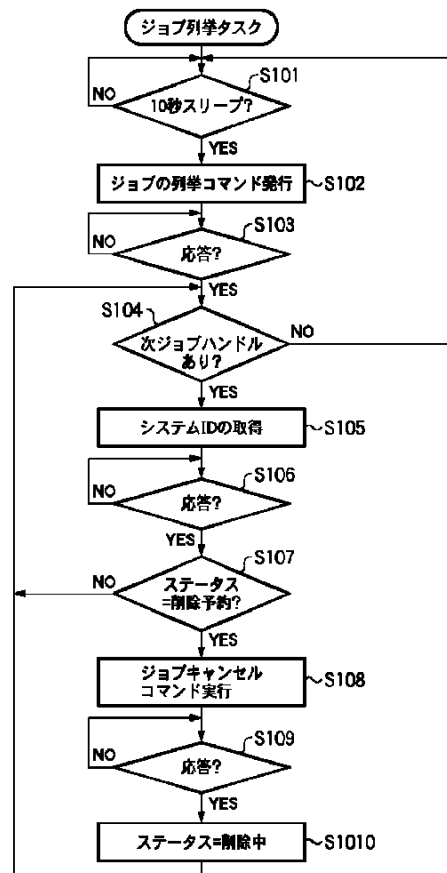 ジョブ列挙タスク
S101
10秒スリープ?
NO
YES
ジョブの列挙コマンド発行
S102
S103
応答?
NO
YES
S104
次ジョブハンドル
あり?
NO
YES
システムIDの取得
S105
S106
応答?
NO
YES
S107
ステータス
=削除予約?
NO
YES
ジョブキャンセル
コマンド実行
S108
S109
応答?
NO
YES
ステータス=削除中
S1010